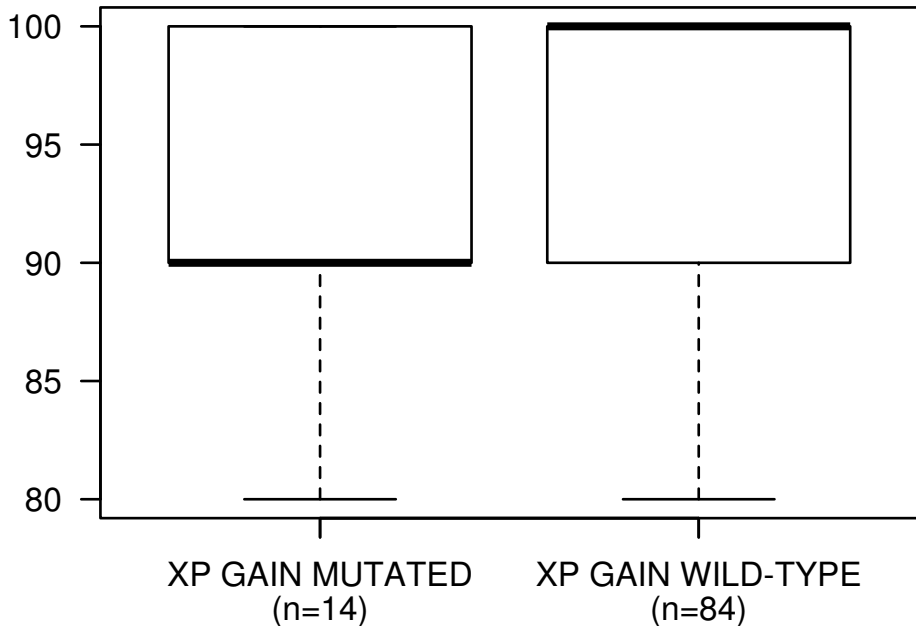 100
95
90
85
80
XP GAIN MUTATED
(n=14)
XP GAIN WILD-TYPE
(n=84)